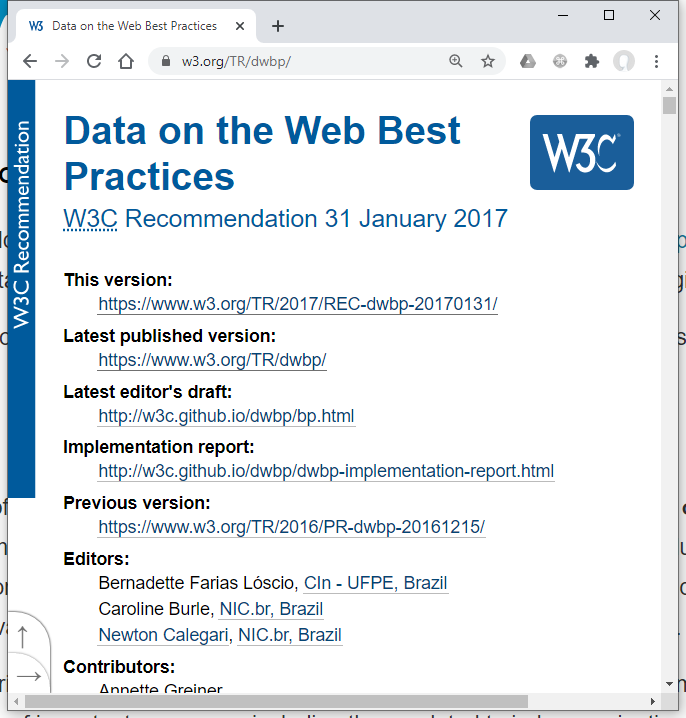 Data on the Web Best Practices
w3.org/TR/dwbp/
W3C Recommendation
Data on the Web Best
Practices
W3C
W3C Recommendation 31 January 2017
This version:
https://www.w3.org/TR/2017/REC-dwbp-20170131/
Latest published version:
https://www.w3.org/TR/dwbp/
Latest editor's draft:
http://w3c.github.io/dwbp/bp.html
Implementation report:
http://w3c.github.io/dwbp/dwbp-implementation-report.html
Previous version:
https://www.w3.org/TR/2016/PR-dwbp-20161215/
Editors:
Bernadette Farias Lóscio, CIn - UFPE, Brazil
Caroline Burle, NIC.br, Brazil
Newton Calegari, NIC.br, Brazil
Contributors:
Annette Greiner